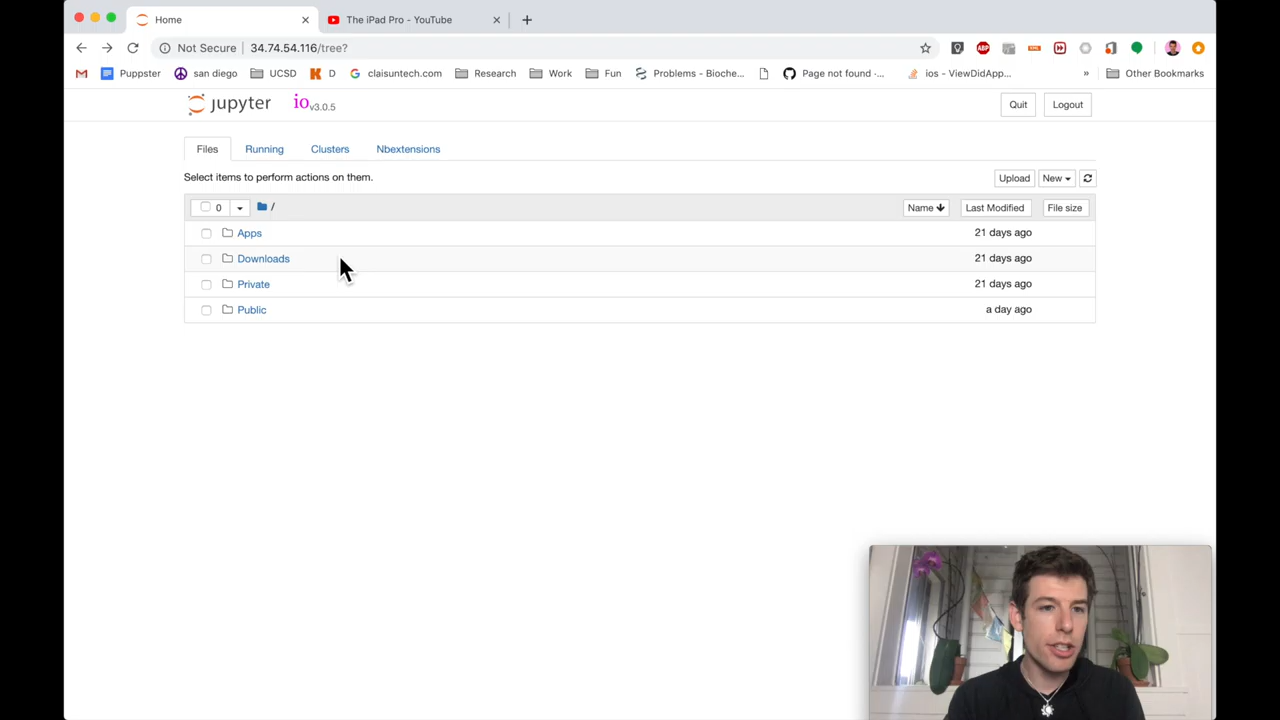 Home
The iPad Pro - YouTube
Not Secure 34.74.54.116/tree?
Puppster san diego UCSD D claisuntech.com Research Work Fun Problems - Bioche... Page not found ·... ios - ViewDidApp... » Other Bookmarks
jupyter io v3.0.5 Quit Logout
Files Running Clusters Nbextensions
Select items to perform actions on them. Upload New
0 / Name Last Modified File size
Apps 21 days ago
Downloads 21 days ago
Private 21 days ago
Public a day ago